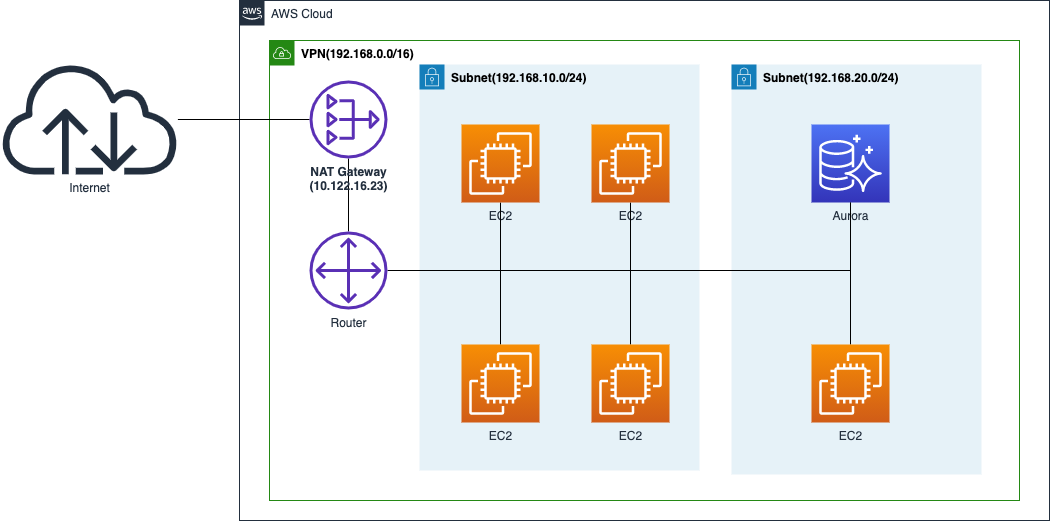 aws
AWS Cloud
VPN(192.168.0.0/16)
Subnet(192.168.10.0/24)
Subnet(192.168.20.0/24)
Internet
NAT Gateway
(10.122.16.23)
EC2
EC2
Aurora
Router
EC2
EC2
EC2